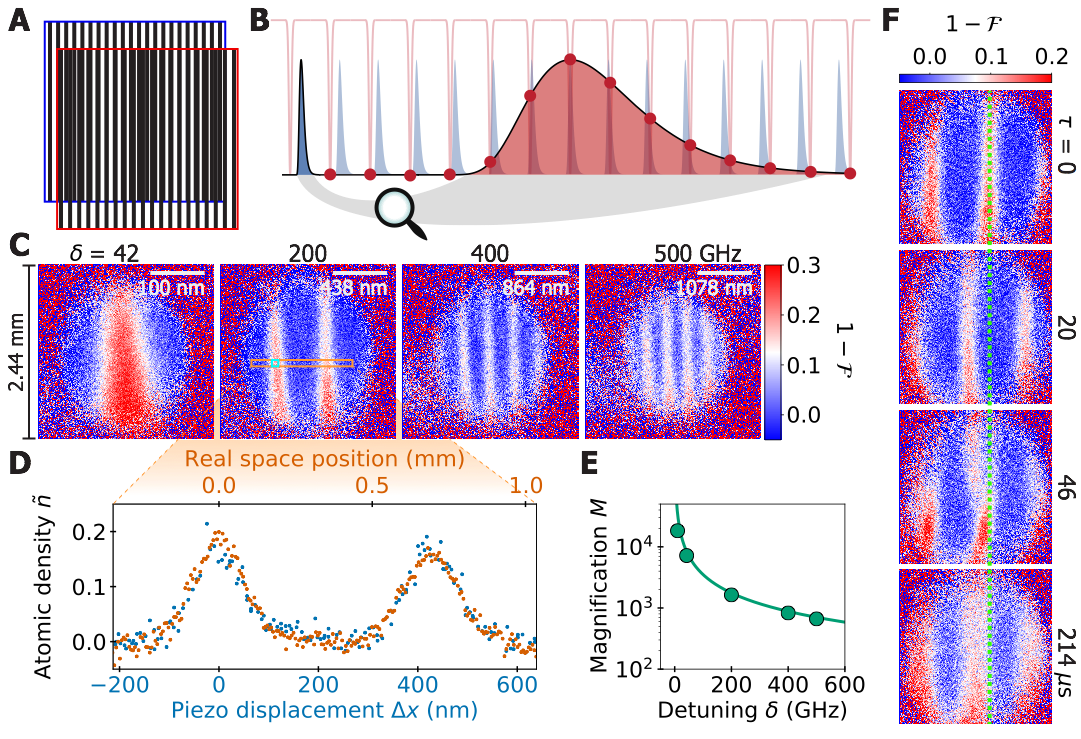 A
B
F
1 − 𝓕
0.0 0.1 0.2
τ = 0
20
46
214 μs
C
δ = 42
200
400
500 GHz
100 nm
438 nm
864 nm
1078 nm
2.44 mm
0.3
0.2
0.1
0.0
1 − 𝓕
D
Real space position (mm)
0.0 0.5 1.0
Atomic density ñ
0.2
0.1
0.0
−200 0 200 400 600
Piezo displacement Δx (nm)
E
Magnification M
10⁴
10³
10²
0 200 400 600
Detuning δ (GHz)